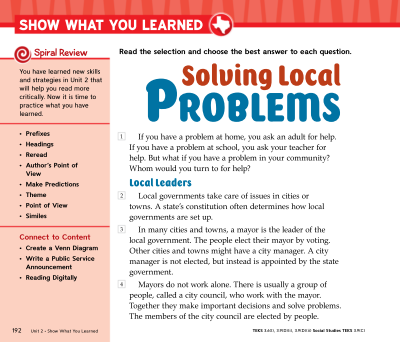 SHOW WHAT YOU LEARNED
Spiral Review
You have learned new skills
and strategies in Unit 2 that
will help you read more
critically. Now it is time to
practice what you have
learned.
• Prefixes
• Headings
• Reread
• Author's Point of
View
• Make Predictions
• Theme
• Point of View
• Similes
Connect to Content
• Create a Venn Diagram
• Write a Public Service
Announcement
• Reading Digitally
Read the selection and choose the best answer to each question.
Solving Local
PROBLEMS
1 If you have a problem at home, you ask an adult for help.
If you have a problem at school, you ask your teacher for
help. But what if you have a problem in your community?
Whom would you turn to for help?
Local Leaders
2 Local governments take care of issues in cities or
towns. A state's constitution often determines how local
governments are set up.
3 In many cities and towns, a mayor is the leader of the
local government. The people elect their mayor by voting.
Other cities and towns might have a city manager. A city
manager is not elected, but instead is appointed by the state
government.
4 Mayors do not work alone. There is usually a group of
people, called a city council, who work with the mayor.
Together they make important decisions and solve problems.
The members of city council are elected by people.
192 Unit 2 • Show What You Learned
TEKS Social Studies TEKS